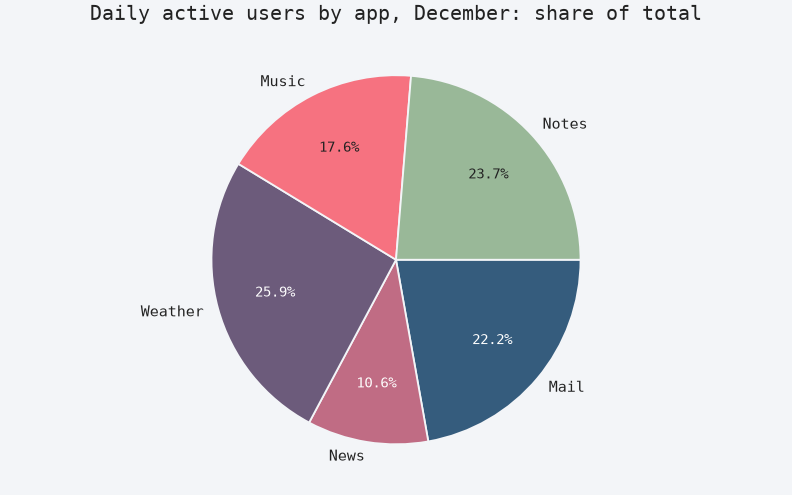 Daily active users by app, December: share of total
Music
Notes
17.6%
23.7%
25.9%
Weather
22.2%
10.6%
Mail
News